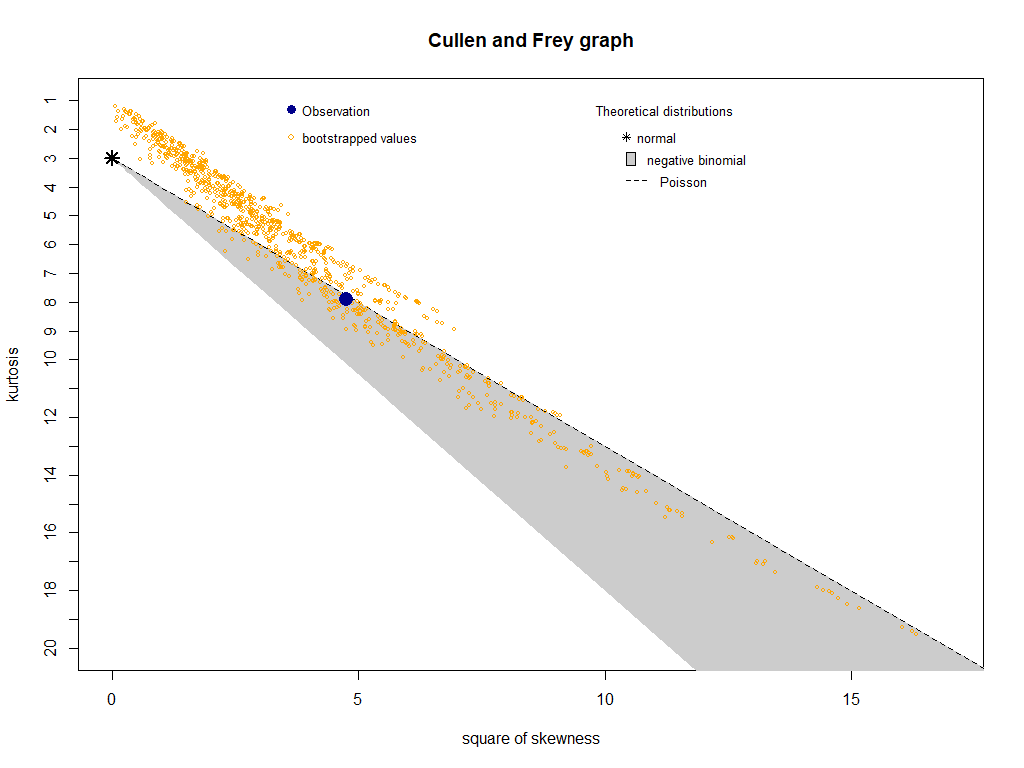 Cullen and Frey graph
Observation
bootstrapped values
Theoretical distributions
normal
negative binomial
Poisson
kurtosis
1
2
3
4
5
6
7
8
9
10
12
14
16
18
20
0 5 10 15
square of skewness